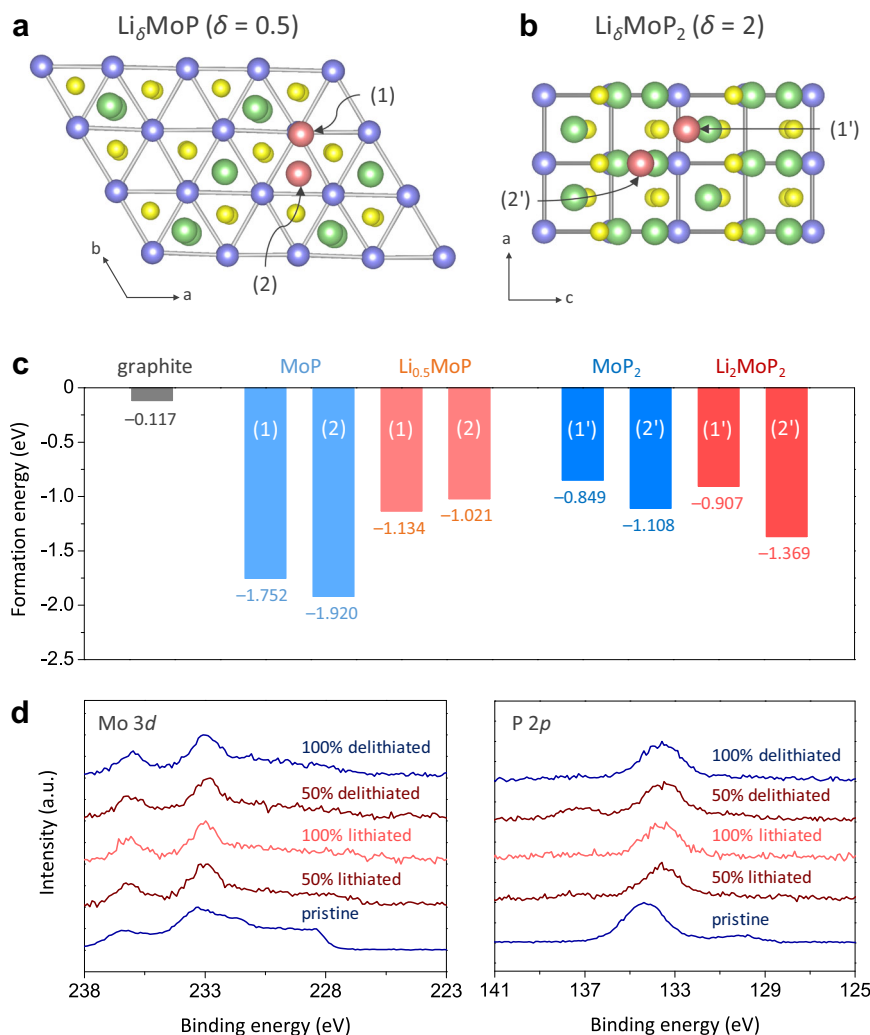 a
Li_δMoP (δ = 0.5)
(1)
(2)
b
a
b
Li_δMoP₂ (δ = 2)
(1')
(2')
a
c
c
graphite
MoP
Li₀.₅MoP
MoP₂
Li₂MoP₂
Formation energy (eV)
0
-0.5
-1.0
-1.5
-2.0
-2.5
(1)
(2)
(1)
(2)
(1')
(2')
(1')
(2')
−0.117
−1.752
−1.920
−1.134
−1.021
−0.849
−1.108
−0.907
−1.369
d
Mo 3d
Intensity (a.u.)
100% delithiated
50% delithiated
100% lithiated
50% lithiated
pristine
238 233 228 223
Binding energy (eV)
P 2p
100% delithiated
50% delithiated
100% lithiated
50% lithiated
pristine
141 137 133 129 125
Binding energy (eV)